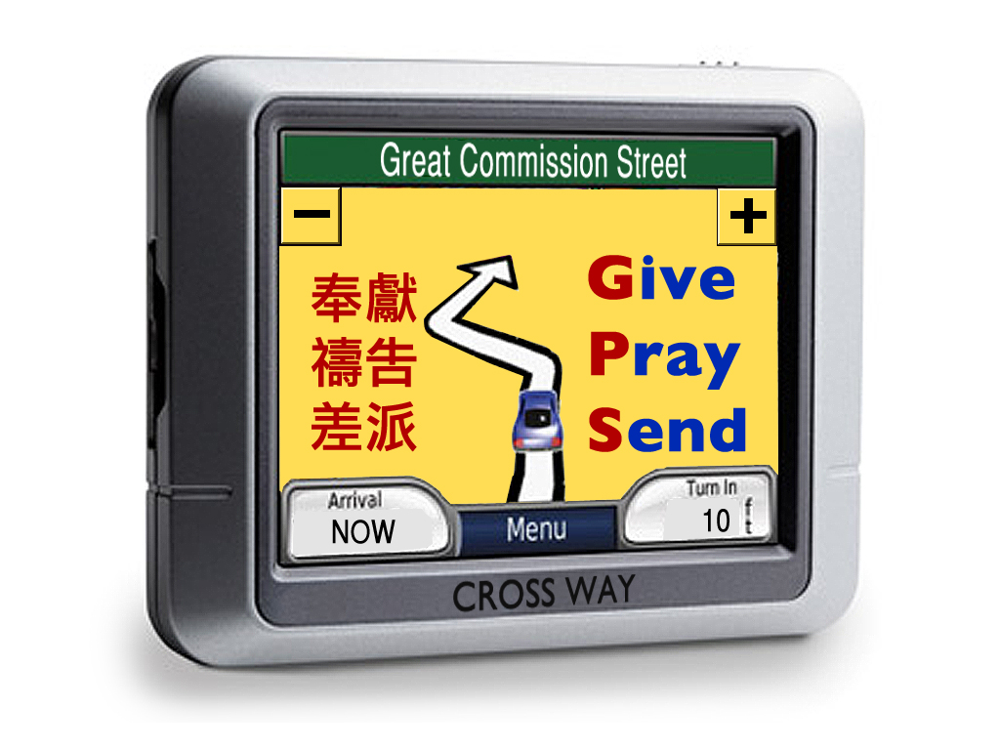 Great Commission Street
− +
奉獻
禱告
差派
Give
Pray
Send
Arrival
NOW
Menu
Turn In
10 ft
CROSS WAY